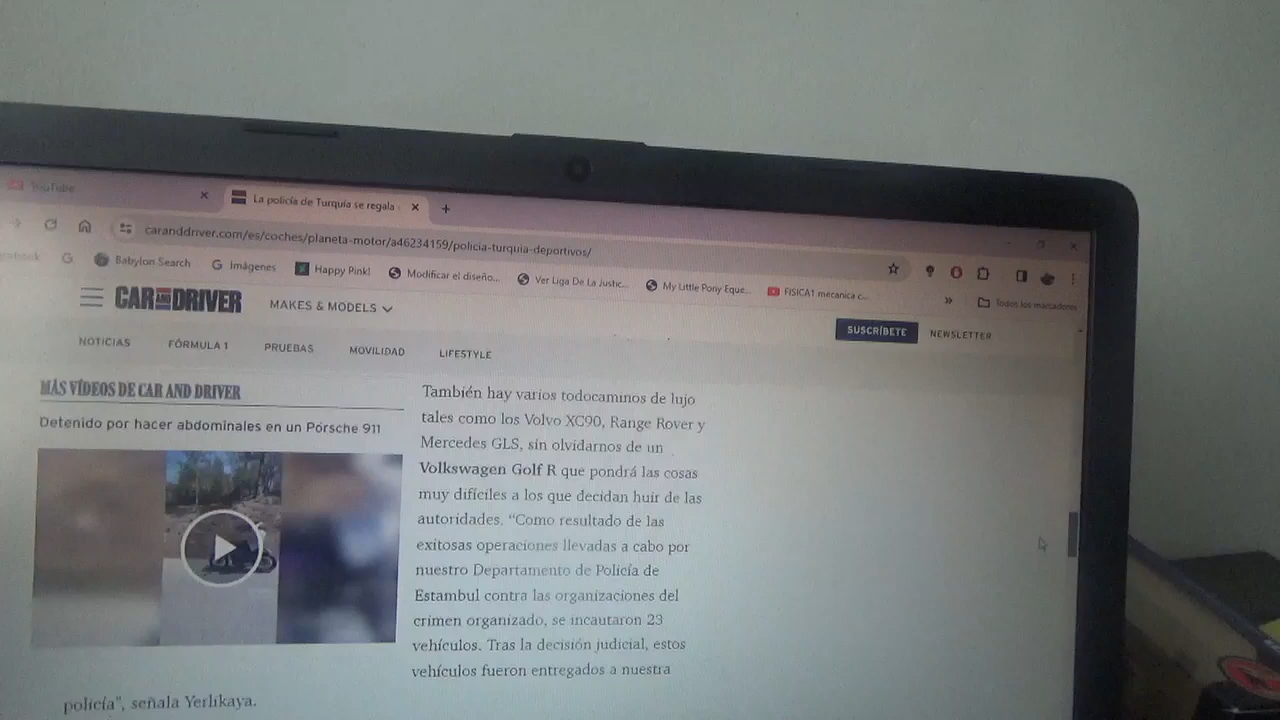 YouTube
La policía de Turquía se regala
caranddriver.com/es/coches/planeta-motor/a46234159/policia-turquia-deportivos/
G
Babylon Search
Imágenes
Happy Pink!
Modificar el diseño...
Ver Liga De La Justic...
My Little Pony Eque...
FISICA1 mecanica c...
»
Todos los marcadores
CAR AND DRIVER
MAKES & MODELS
SUSCRÍBETE
NEWSLETTER
NOTICIAS
FÓRMULA 1
PRUEBAS
MOVILIDAD
LIFESTYLE
MÁS VÍDEOS DE CAR AND DRIVER
Detenido por hacer abdominales en un Porsche 911
También hay varios todocaminos de lujo
tales como los Volvo XC90, Range Rover y
Mercedes GLS, sin olvidarnos de un
Volkswagen Golf R que pondrá las cosas
muy difíciles a los que decidan huir de las
autoridades. “Como resultado de las
exitosas operaciones llevadas a cabo por
nuestro Departamento de Policía de
Estambul contra las organizaciones del
crimen organizado, se incautaron 23
vehículos. Tras la decisión judicial, estos
vehículos fueron entregados a nuestra
policía”, señala Yerlikaya.